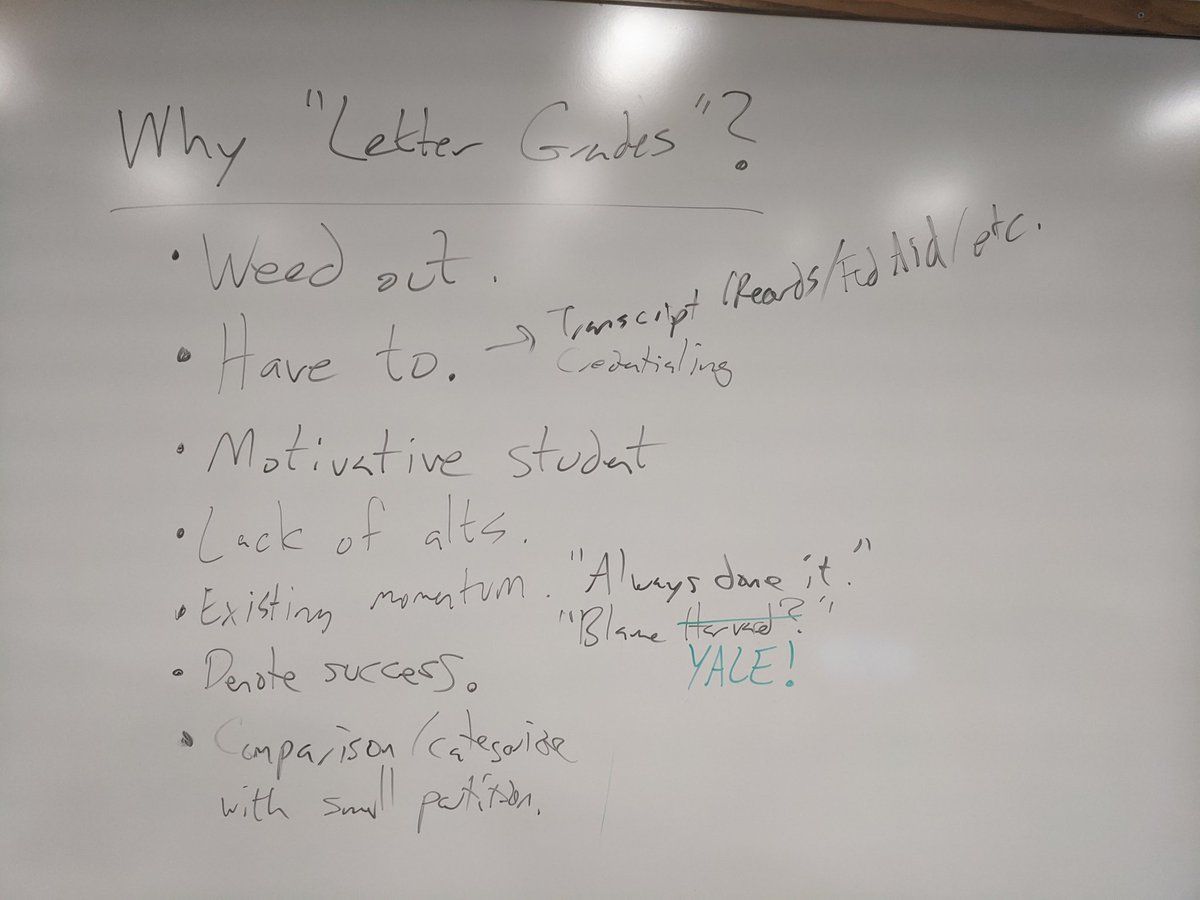 Why "Letter Grades"?
• Weed out.
• Have to. → Transcript /Reards/Fed Aid/etc.
Credentialing
• Motivative student
• Lack of alts.
• Existing momentum. "Always done it."
"Blame Harvard?"
YALE!
• Denote success.
• Comparison/categorize
with small partition.